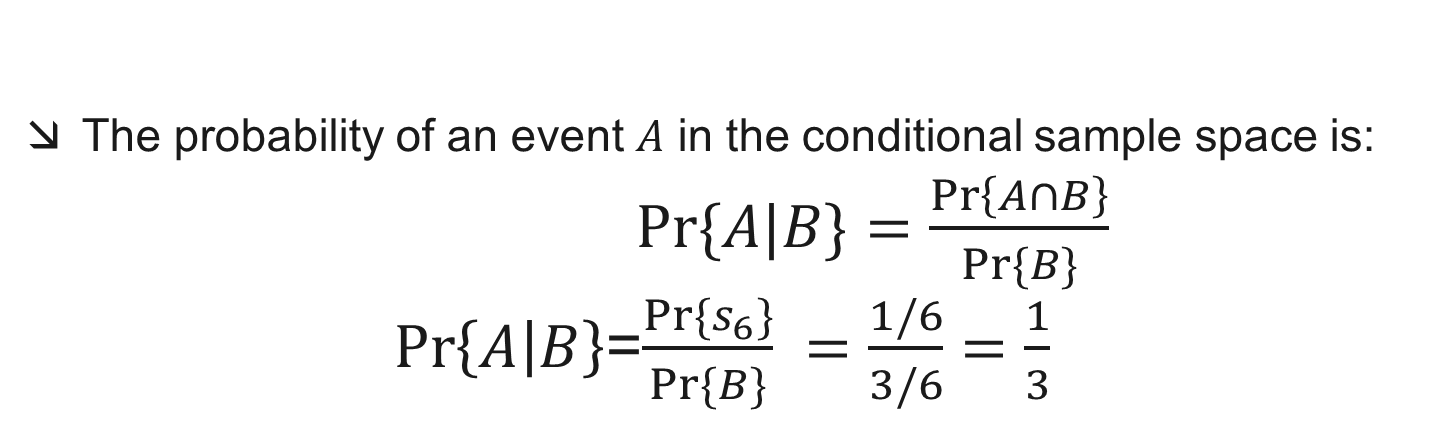 ↘ The probability of an event A in the conditional sample space is:
Pr{A|B} = Pr{A∩B} / Pr{B}
Pr{A|B}= Pr{s₆} / Pr{B} = 1/6 / 3/6 = 1 / 3